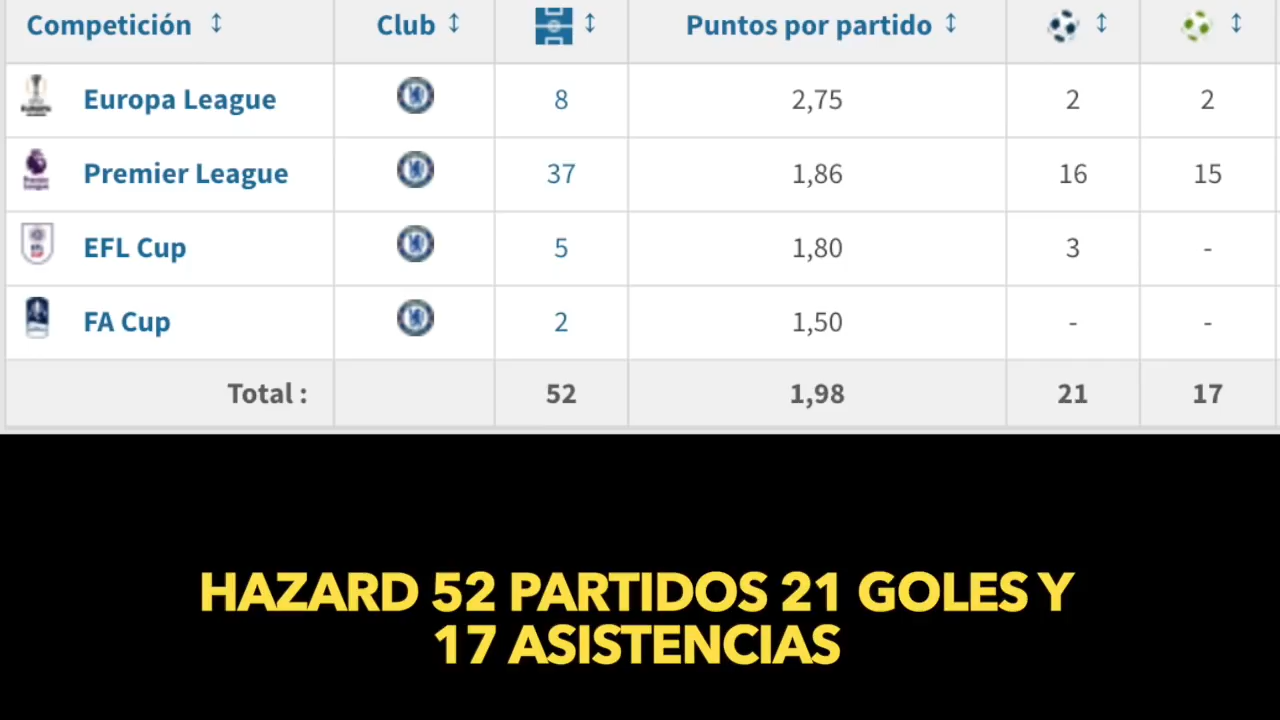 Competición Club Puntos por partido
Europa League 8 2,75 2 2
Premier League 37 1,86 16 15
EFL Cup 5 1,80 3 -
FA Cup 2 1,50 - -
Total : 52 1,98 21 17
HAZARD 52 PARTIDOS 21 GOLES Y
17 ASISTENCIAS